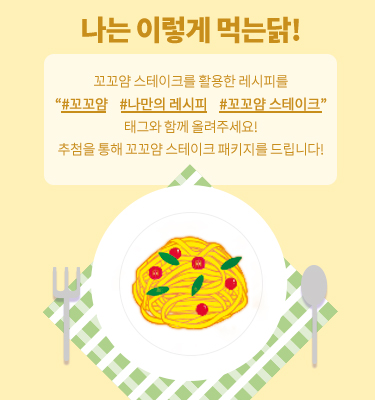 나는 이렇게 먹는닭!
꼬꼬얌 스테이크를 활용한 레시피를
“#꼬꼬얌 #나만의 레시피 #꼬꼬얌 스테이크”
태그와 함께 올려주세요!
추첨을 통해 꼬꼬얌 스테이크 패키지를 드립니다!